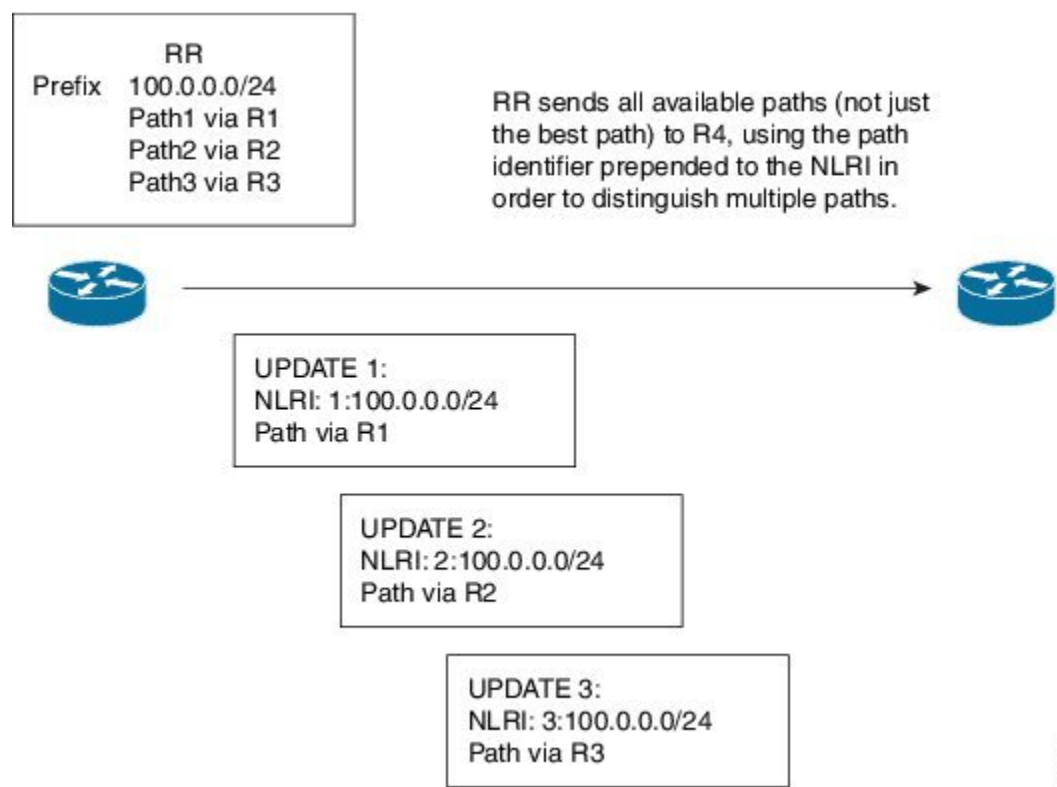 RR
Prefix 100.0.0.0/24
Path1 via R1
Path2 via R2
Path3 via R3
RR sends all available paths (not just
the best path) to R4, using the path
identifier prepended to the NLRI in
order to distinguish multiple paths.
UPDATE 1:
NLRI: 1:100.0.0.0/24
Path via R1
UPDATE 2:
NLRI: 2:100.0.0.0/24
Path via R2
UPDATE 3:
NLRI: 3:100.0.0.0/24
Path via R3